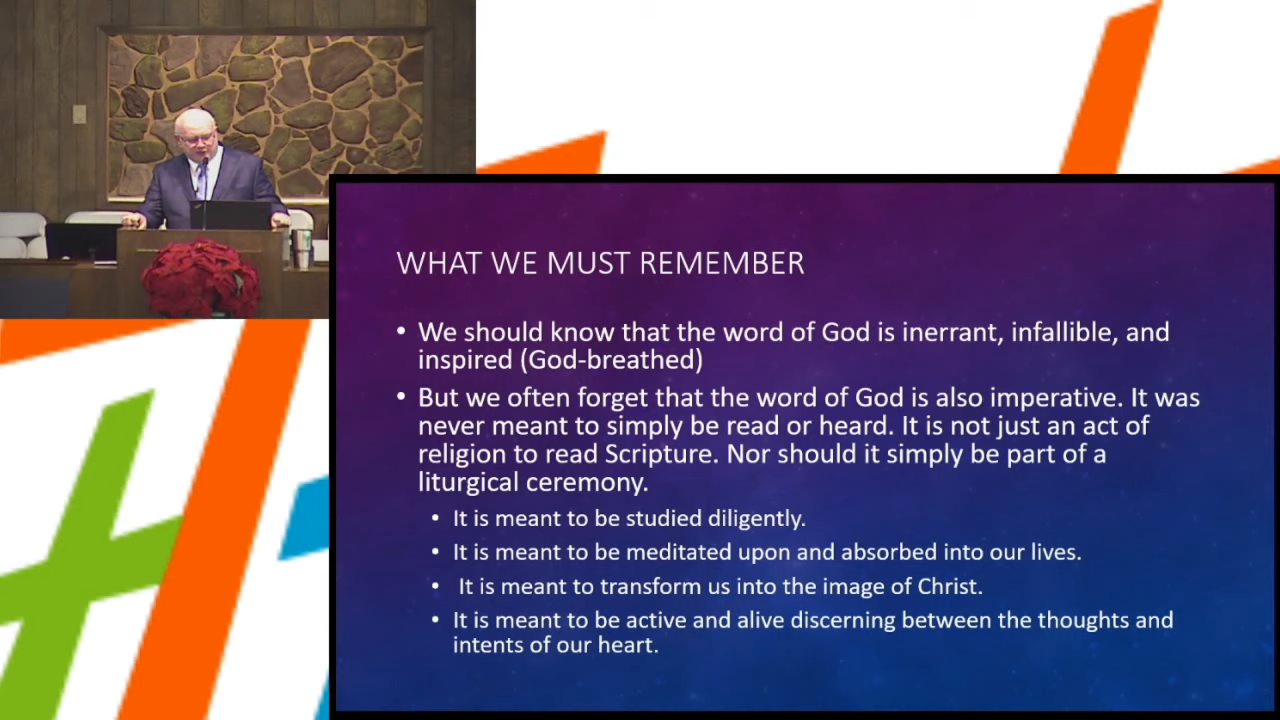 WHAT WE MUST REMEMBER
• We should know that the word of God is inerrant, infallible, and
inspired (God-breathed)
• But we often forget that the word of God is also imperative. It was
never meant to simply be read or heard. It is not just an act of
religion to read Scripture. Nor should it simply be part of a
liturgical ceremony.
• It is meant to be studied diligently.
• It is meant to be meditated upon and absorbed into our lives.
• It is meant to transform us into the image of Christ.
• It is meant to be active and alive discerning between the thoughts and
intents of our heart.